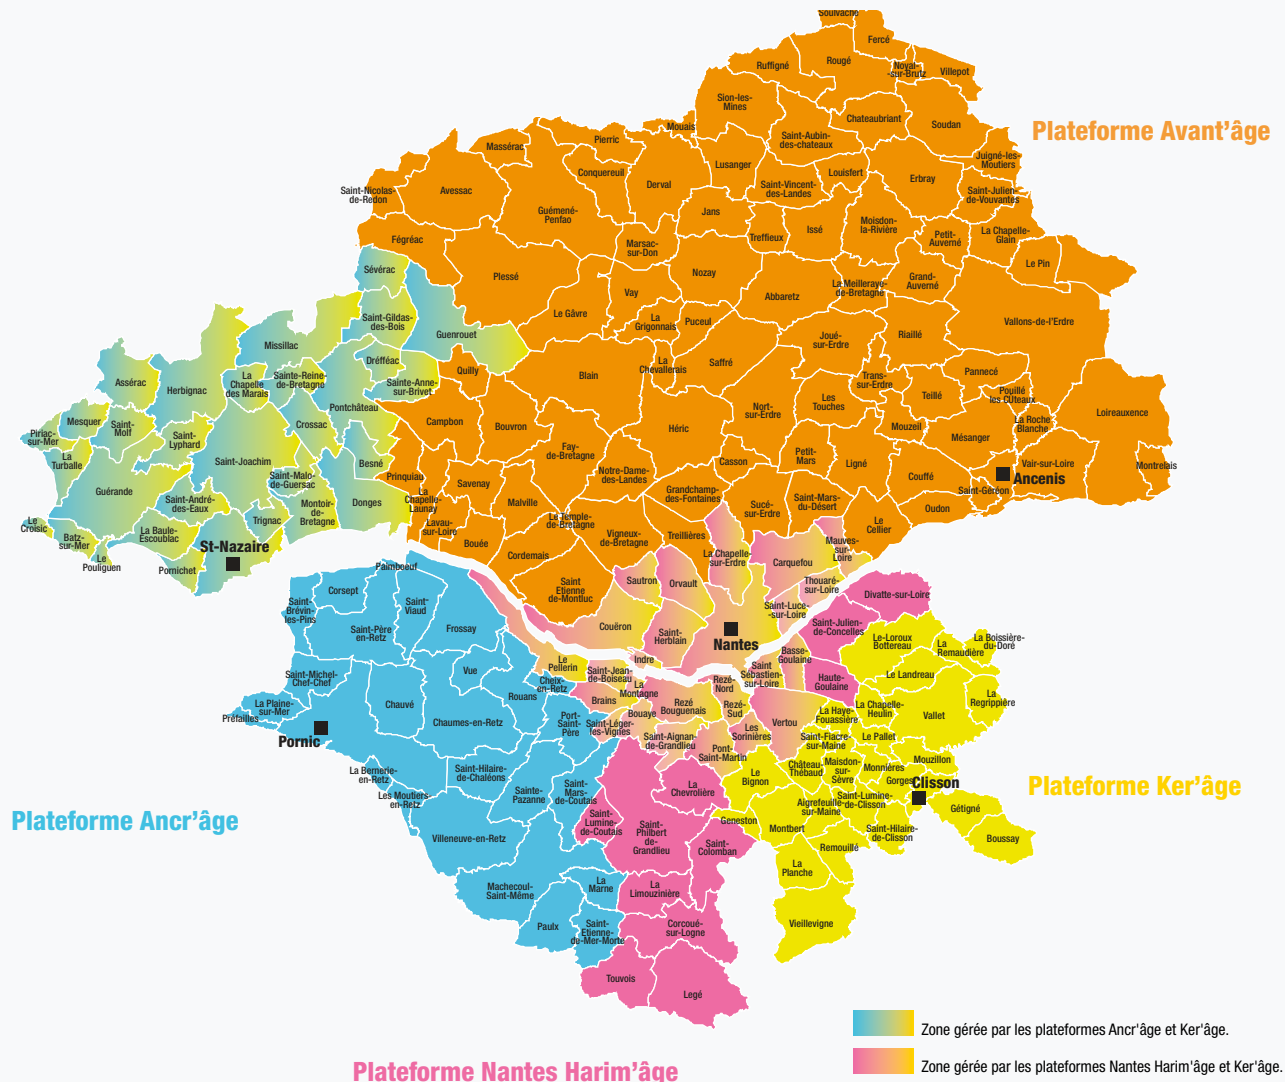 Soulvache
Fercé
Rougé
Ruffigné
Noyal-
-sur-Brutz
Villepot
Sion-les-
Mines
Chateaubriant
Soudan
Mouais
Saint-Aubin-
des-chateaux
Plateforme Avant'âge
Pierric
Massérac
Lusanger
Juigné-les-
Moutiers
Conquereuil
Derval
Louisfert
Erbray
Saint-Vincent-
des-Landes
Saint-Nicolas-
de-Redon
Avessac
Saint-Julien-
de-Vouvantes
Guémené-
Penfao
Jans
Issé
Moisdon-
la-Rivière
Treffieux
Petit-
Auverné
La Chapelle-
Glain
Fégréac
Marsac-
sur-Don
Le Pin
Sévérac
Plessé
Nozay
Grand-
Auverné
La Meilleraye-
de-Bretagne
Vay
Abbaretz
Le Gâvre
La
Grigonnais
Puceul
Vallons-de-l'Erdre
Saint-Gildas-
des-Bois
Guenrouet
Joué-
sur-Erdre
Riaillé
Missillac
Drefféac
La
Chevallerais
Saffré
Quilly
Blain
Pannecé
Assérac
Herbignac
La
Chapelle
des Marais
Sainte-Reine-
de-Bretagne
Sainte-Anne-
sur-Brivet
Trans-
sur-Erdre
Teillé
Pouillé
les CUteaux
Pontchâteau
Nort-
sur-Erdre
Les
Touches
Loireauxence
Mesquer
Saint-
Molf
Crossac
Campbon
Bouvron
Héric
Mouzeil
La Roche
Blanche
Piriac-
sur-Mer
Saint-
Lyphard
Mésanger
La
Turballe
Saint-Joachim
Besné
Fay-
de-Bretagne
Casson
Petit-
Mars
Ligné
Vair-sur-Loire
Montrelais
Saint-Malo-
de-Guersac
Prinquiau
Notre-Dame-
des-Landes
Couffé
Ancenis
Guérande
Savenay
Grandchamp-
des-Fontaines
Saint-Géréon
Saint-André-
des-Eaux
Donges
La
Chapelle-
Launay
Malville
Sucé-
sur-Erdre
Saint-Mars-
du-Désert
Oudon
Montoir-
de-
Bretagne
Le
Croisic
Trignac
Lavau-
sur-Loire
Le-Temple-
de-Bretagne
Le
Cellier
La Baule-
Escoublac
Batz-
sur-Mer
Vigneux-
de-Bretagne
Treillières
St-Nazaire
Bouée
Mauves-
sur-
Loire
Le
Pouliguen
Pornichet
Cordemais
La Chapelle-
sur-Erdre
Carquefou
Paimboeuf
Saint
Etienne
de-Montluc
Sautron
Orvault
Thouaré-
sur-Loire
Corsept
Divatte-sur-Loire
Saint-
Brévin-
les-Pins
Saint-
Viaud
Saint-Luce-
-sur-Loire
Saint-Père
en-Retz
Frossay
Couëron
Saint-
Herblain
Nantes
Saint-Julien-
de-Concelles
Le-Loroux
Bottereau
La Boissière-
du-Doré
La
Remaudière
Le
Pellerin
Indre
Basse-
Goulaine
Saint
Sébastien
-sur-Loire
Vue
Saint-Jean-
de-Boiseau
Saint-Michel-
Chef-Chef
Cheix-
en-Retz
Rezé-
Nord
Haute-
Goulaine
Le Landreau
La
Montagne
Rouans
Brains
Rezé
Bouguenais
La
Regrippière
La Plaine-
sur-Mer
Chauvé
Rezé-
Sud
La Haye-
Fouassière
La Chapelle-
Heulin
Préfailles
Chaumes-en-Retz
Port-
Saint-
Père
Saint-Léger-
les-Vignes
Bouaye
Vertou
Vallet
Les
Sorinières
Pornic
Saint-Aignan-
de-Grandlieu
Saint-Fiacre-
sur-Maine
Le Pallet
Pont-
Saint-Martin
Mouzillon
La Bernerie-
en-Retz
Saint-Hilaire-
de-Chaléons
Château-
Thébaud
Maisdon-
sur-
Sèvre
Monnières
Le
Bignon
Gorges
Clisson
Plateforme Ker'âge
Saint-
Mars-
de-Coutais
La
Chevrolière
Les Moutiers-
en-Retz
Sainte-
Pazanne
Aigrefeuille-
sur-Maine
Saint-Lumine-
de-Clisson
Gétigné
Plateforme Ancr'âge
Saint-
Lumine-
de-Coutais
Saint-
Philbert
de-
Grandlieu
Geneston
Montbert
Saint-Hilaire-
de-Clisson
Boussay
Villeneuve-en-Retz
Saint-
Colomban
Remouillé
La
Planche
Machecoul-
Saint-Même
La
Marne
La
Limouzinière
Paulx
Saint-
Etienne-
de-Mer-Morte
Corcoué-
sur-Logne
Vieillevigne
Touvois
Legé
Zone gérée par les plateformes Ancr'âge et Ker'âge.
Zone gérée par les plateformes Nantes Harim'âge et Ker'âge.
Plateforme Nantes Harim'âge